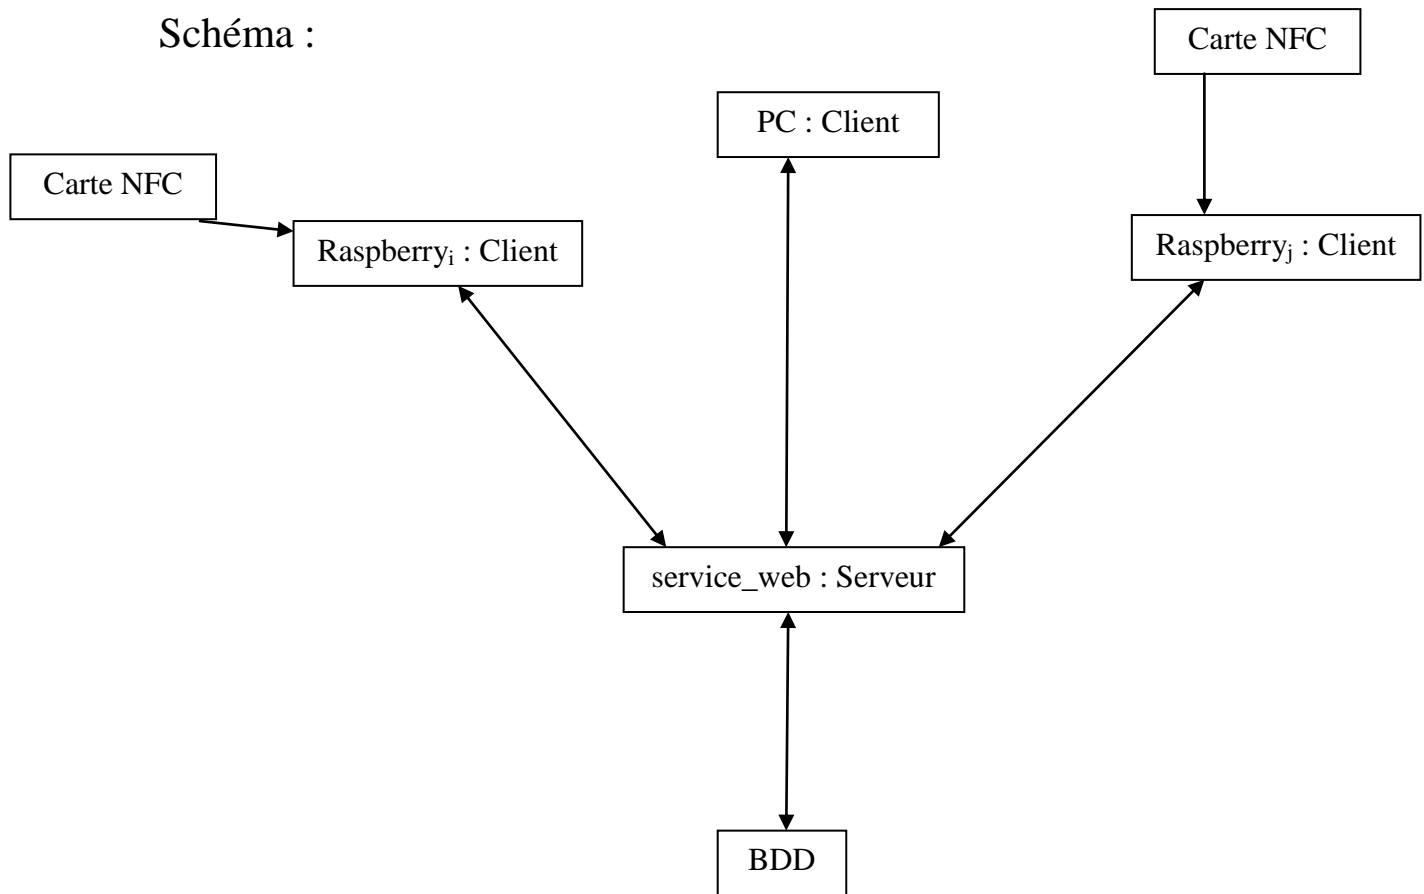 Schéma :
Carte NFC
PC : Client
Carte NFC
Raspberryᵢ : Client
Raspberryⱼ : Client
service_web : Serveur
BDD